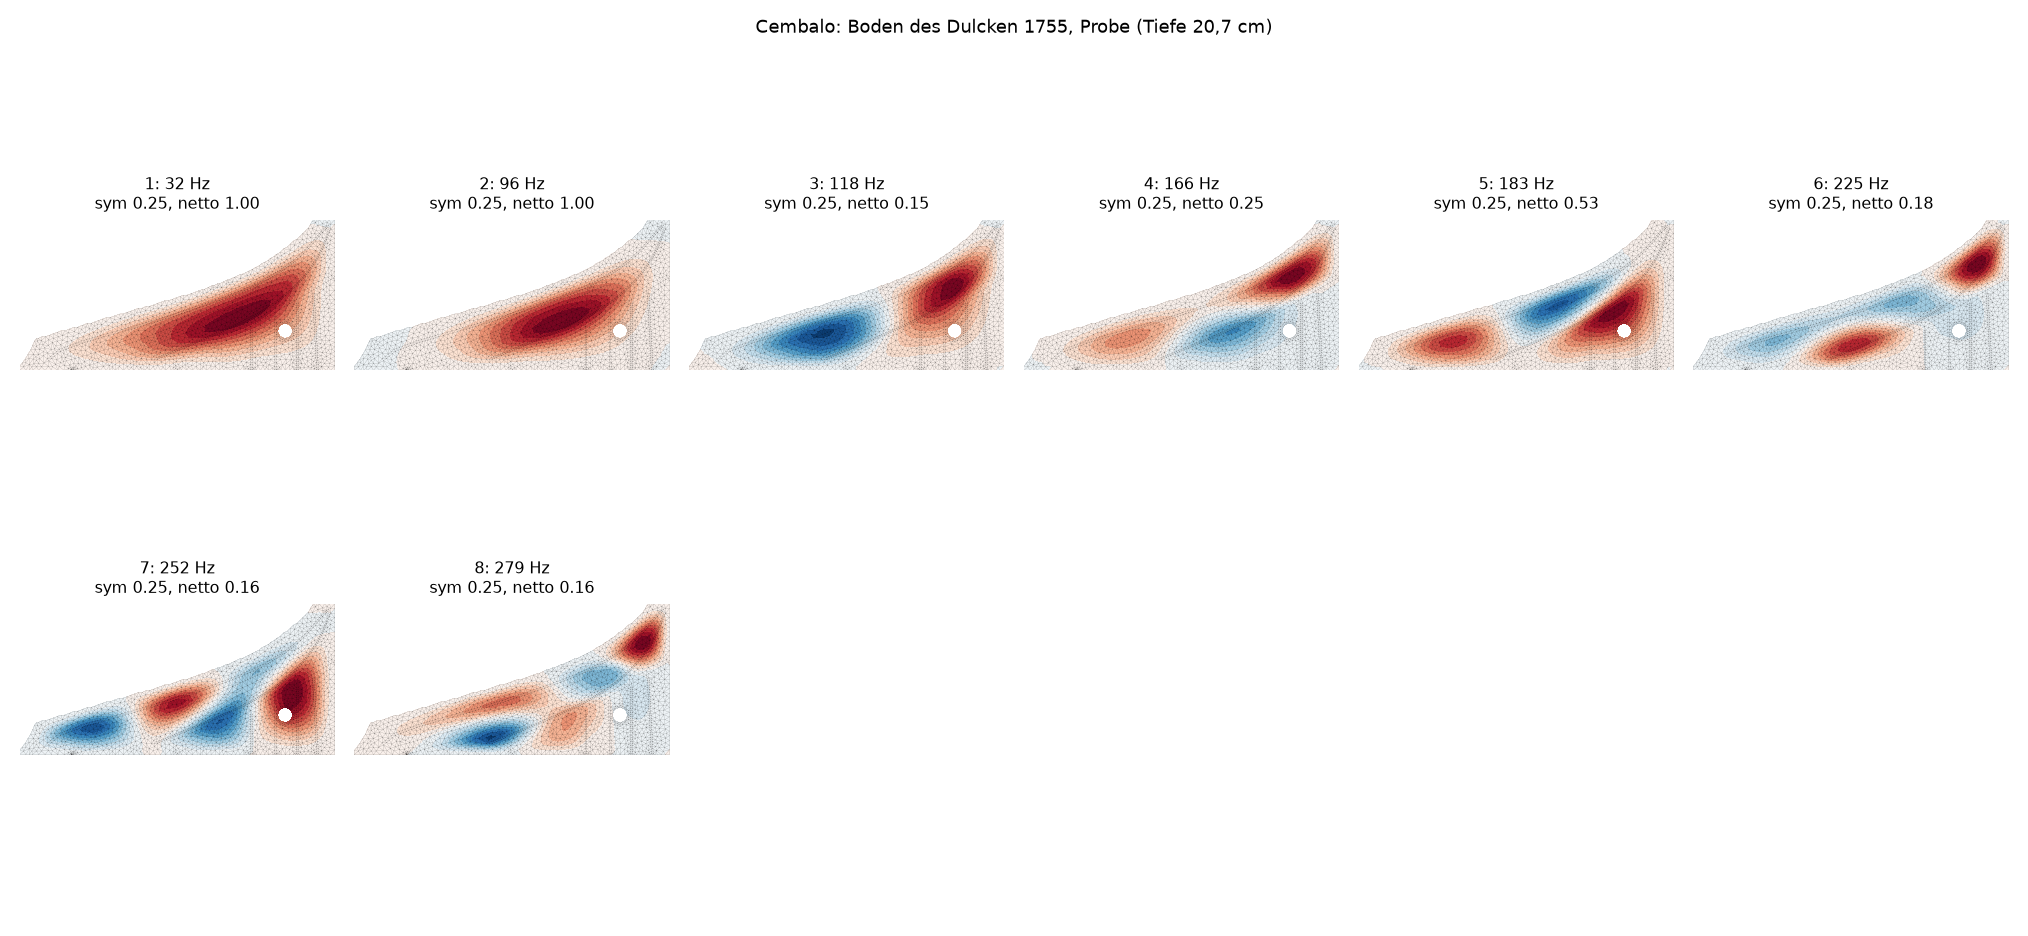 Cembalo: Boden des Dulcken 1755, Probe (Tiefe 20,7 cm)
1: 32 Hz
sym 0.25, netto 1.00
2: 96 Hz
sym 0.25, netto 1.00
3: 118 Hz
sym 0.25, netto 0.15
4: 166 Hz
sym 0.25, netto 0.25
5: 183 Hz
sym 0.25, netto 0.53
6: 225 Hz
sym 0.25, netto 0.18
7: 252 Hz
sym 0.25, netto 0.16
8: 279 Hz
sym 0.25, netto 0.16